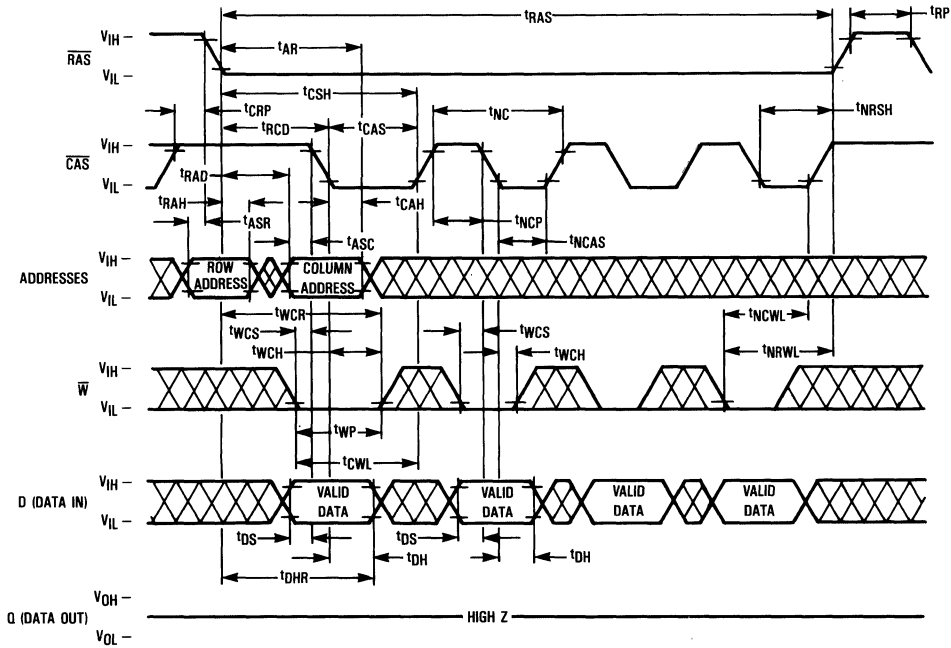 tRAS
tRP
VIH
RAS
VIL
tAR
tCSH
tCRP
tRCD
tCAS
tNC
tNRSH
VIH
CAS
VIL
tRAD
tRAH
tCAH
tASR
tNCP
tASC
tNCAS
VIH
ADDRESSES
VIL
ROW
ADDRESS
COLUMN
ADDRESS
tWCR
tNCWL
tWCS
tWCS
tWCH
tWCH
tNRWL
VIH
W
VIL
tWP
tCWL
VIH
D (DATA IN)
VIL
VALID
DATA
VALID
DATA
VALID
DATA
VALID
DATA
tDS
tDS
tDH
tDH
tDHR
VOH
Q (DATA OUT)
HIGH Z
VOL